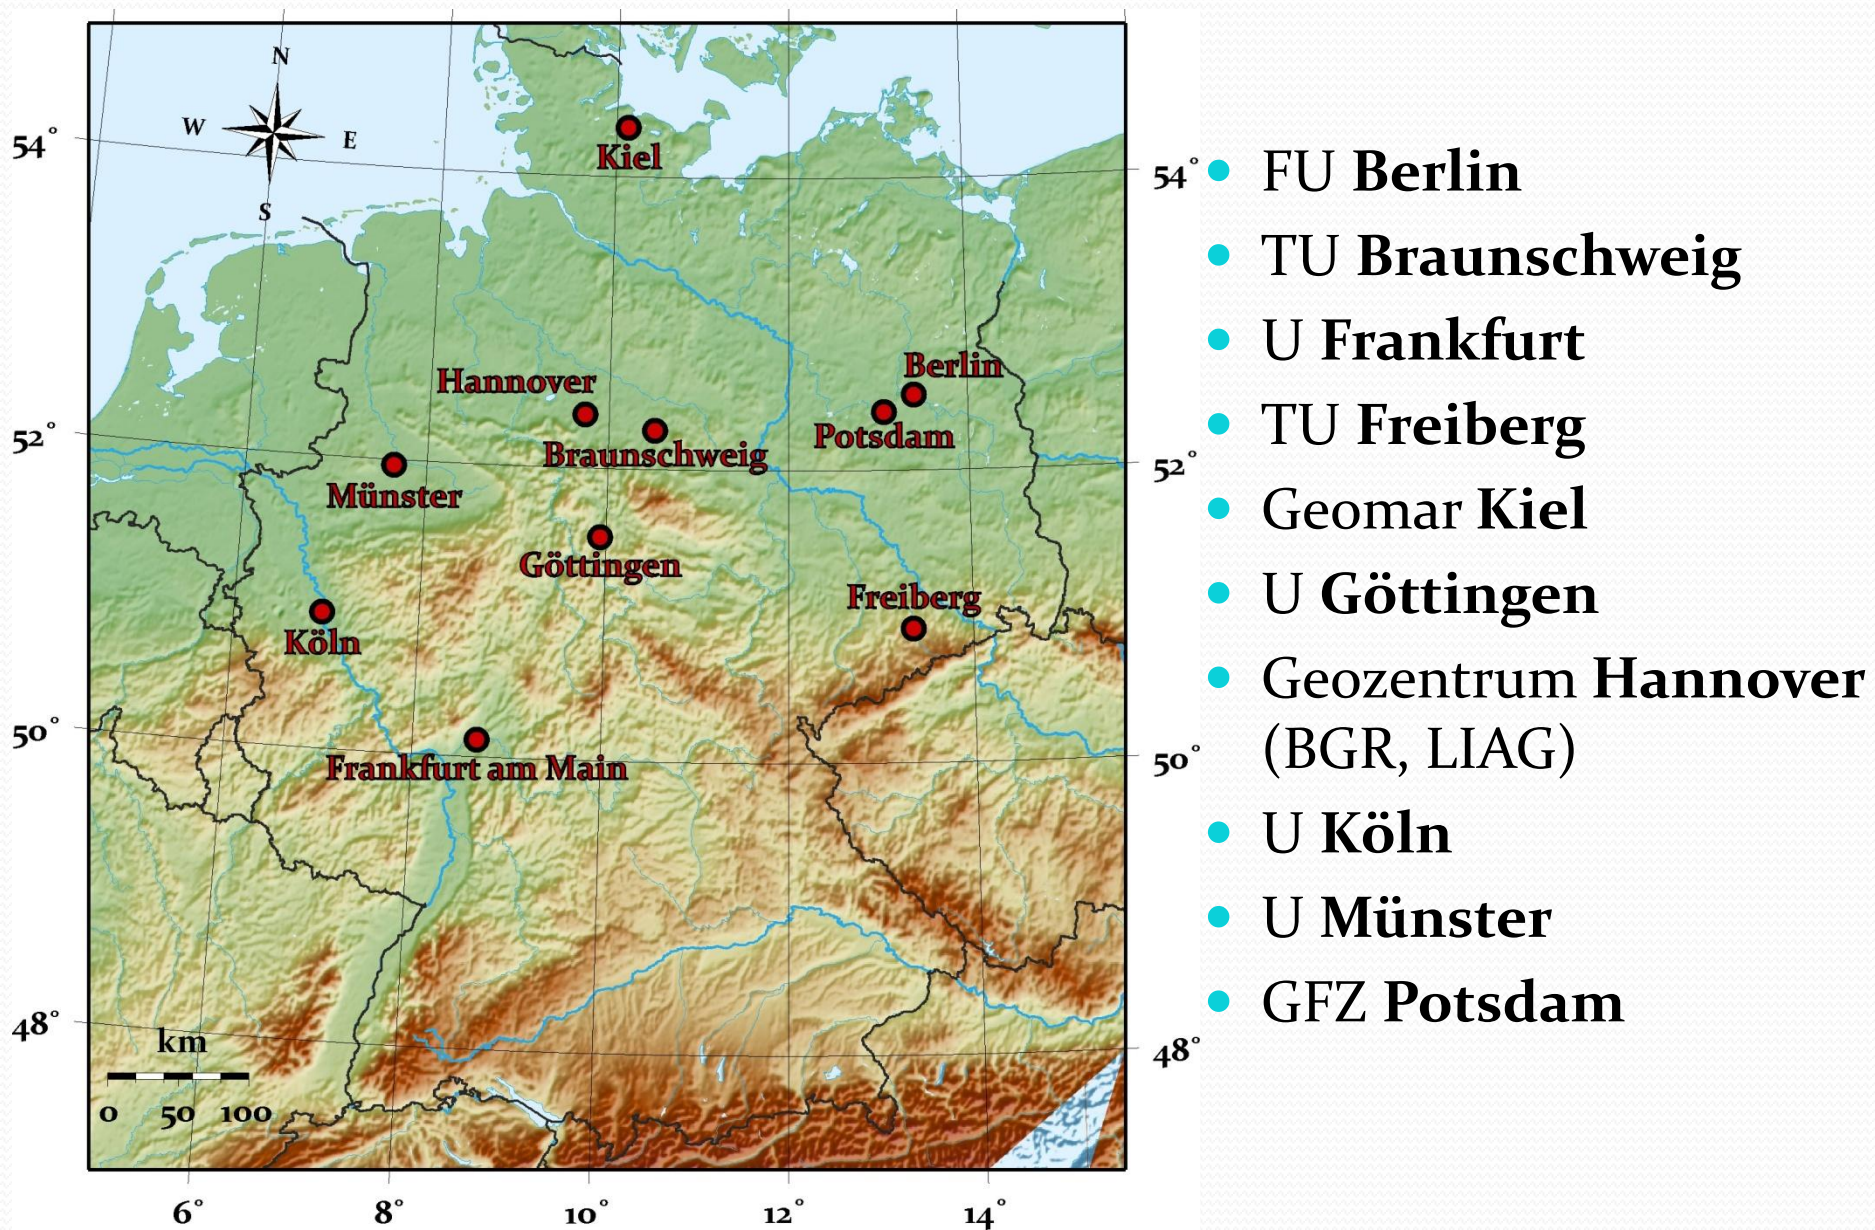 N
W
E
S
54°
54°
52°
52°
50°
50°
48°
48°
Kiel
Hannover
Berlin
Potsdam
Braunschweig
Münster
Göttingen
Freiberg
Köln
Frankfurt am Main
km
0 50 100
6° 8° 10° 12° 14°
FU Berlin
TU Braunschweig
U Frankfurt
TU Freiberg
Geomar Kiel
U Göttingen
Geozentrum Hannover
(BGR, LIAG)
U Köln
U Münster
GFZ Potsdam